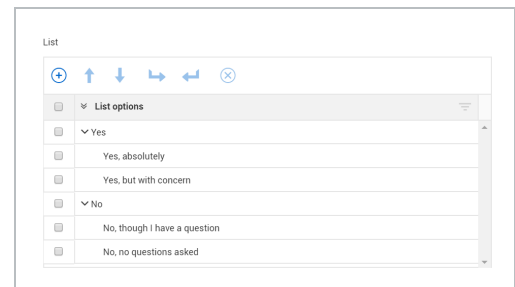 List
List options
Yes
Yes, absolutely
Yes, but with concern
No
No, though I have a question
No, no questions asked